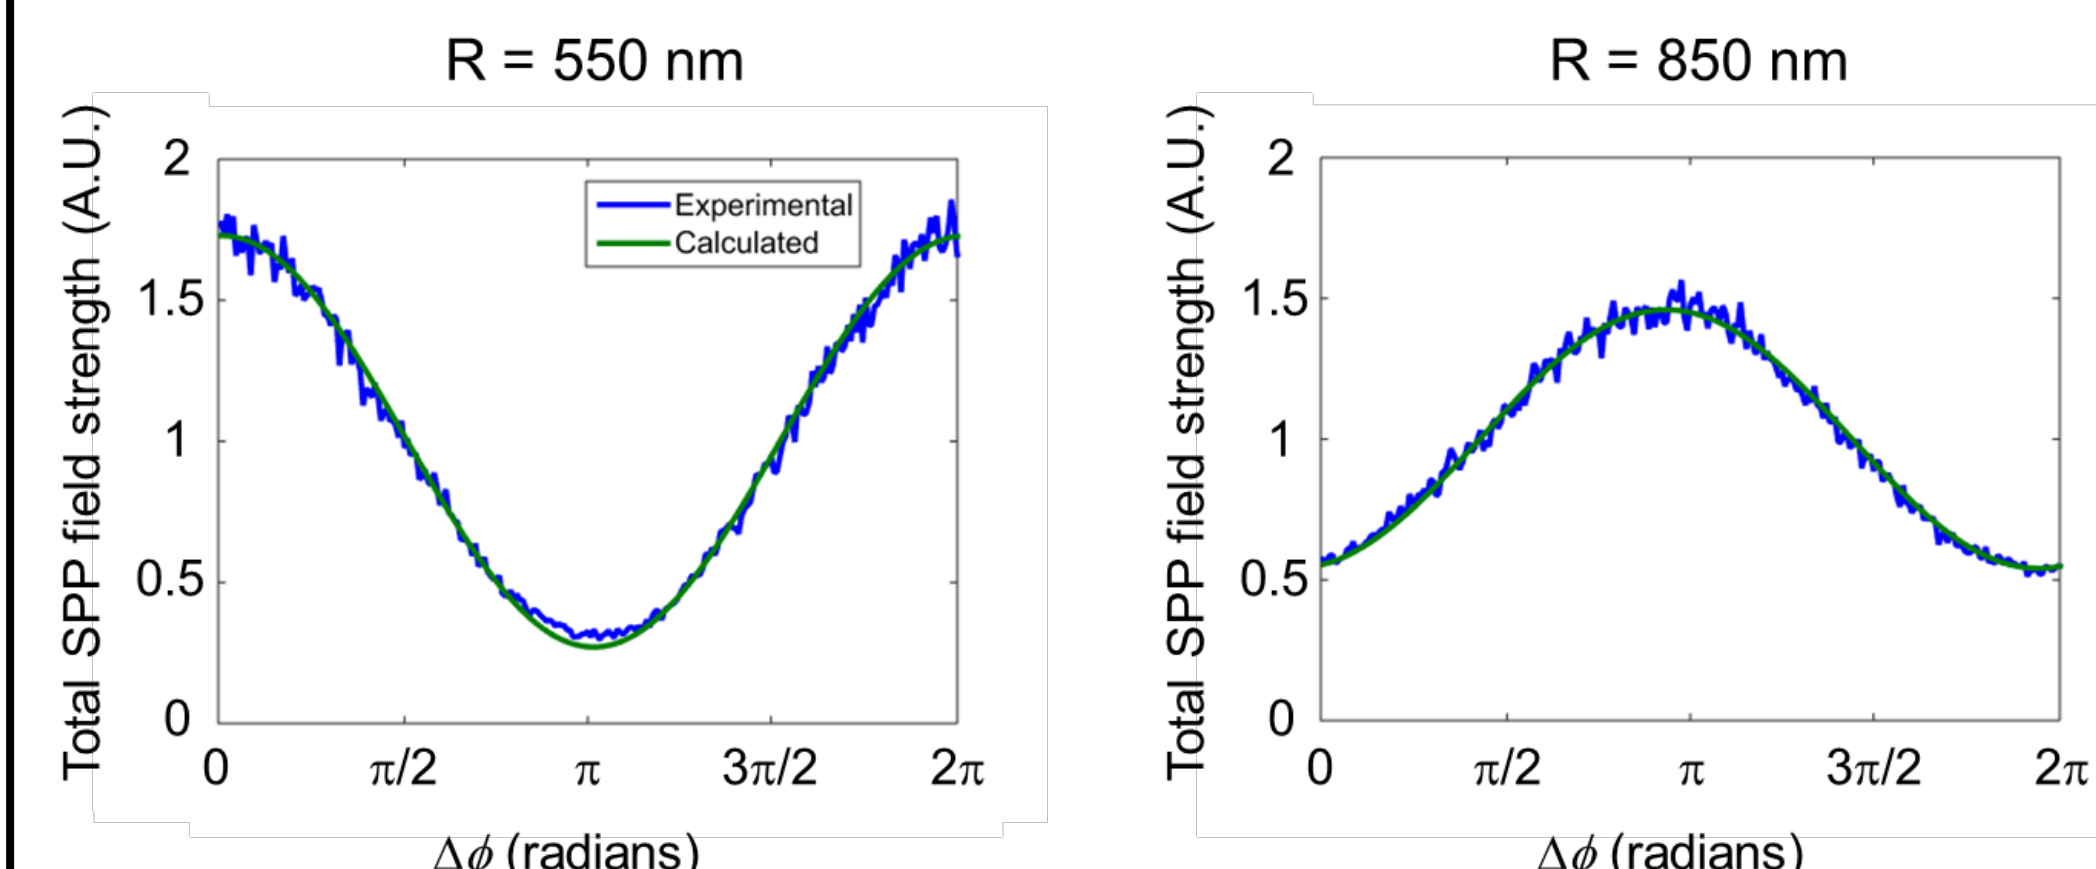 R = 550 nm
Total SPP field strength (A.U.)
2
1.5
1
0.5
0
Experimental
Calculated
0 π/2 π 3π/2 2π
Δϕ (radians)
R = 850 nm
Total SPP field strength (A.U.)
2
1.5
1
0.5
0
0 π/2 π 3π/2 2π
Δϕ (radians)